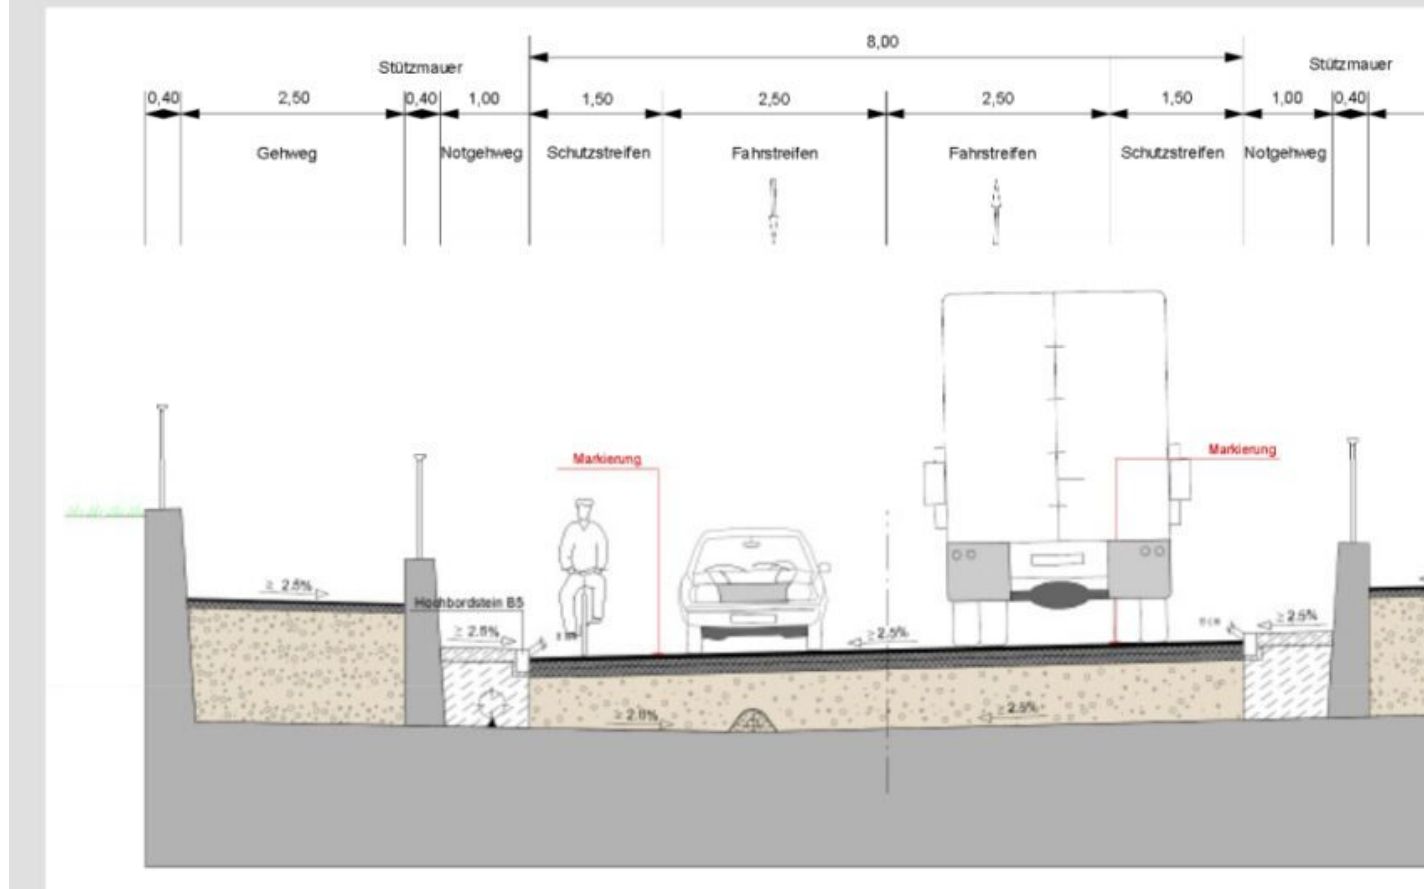 8,00
Stützmauer
Stützmauer
0,40
2,50
0,40
1,00
1,50
2,50
2,50
1,50
1,00
0,40
Gehweg
Notgehweg
Schutzstreifen
Fahrstreifen
Fahrstreifen
Schutzstreifen
Notgehweg
Markierung
Markierung
≥ 2.5%
Hochbordstein B5
≥ 2.5%
≥ 2.5%
≥ 2.5%
≥ 2.5%